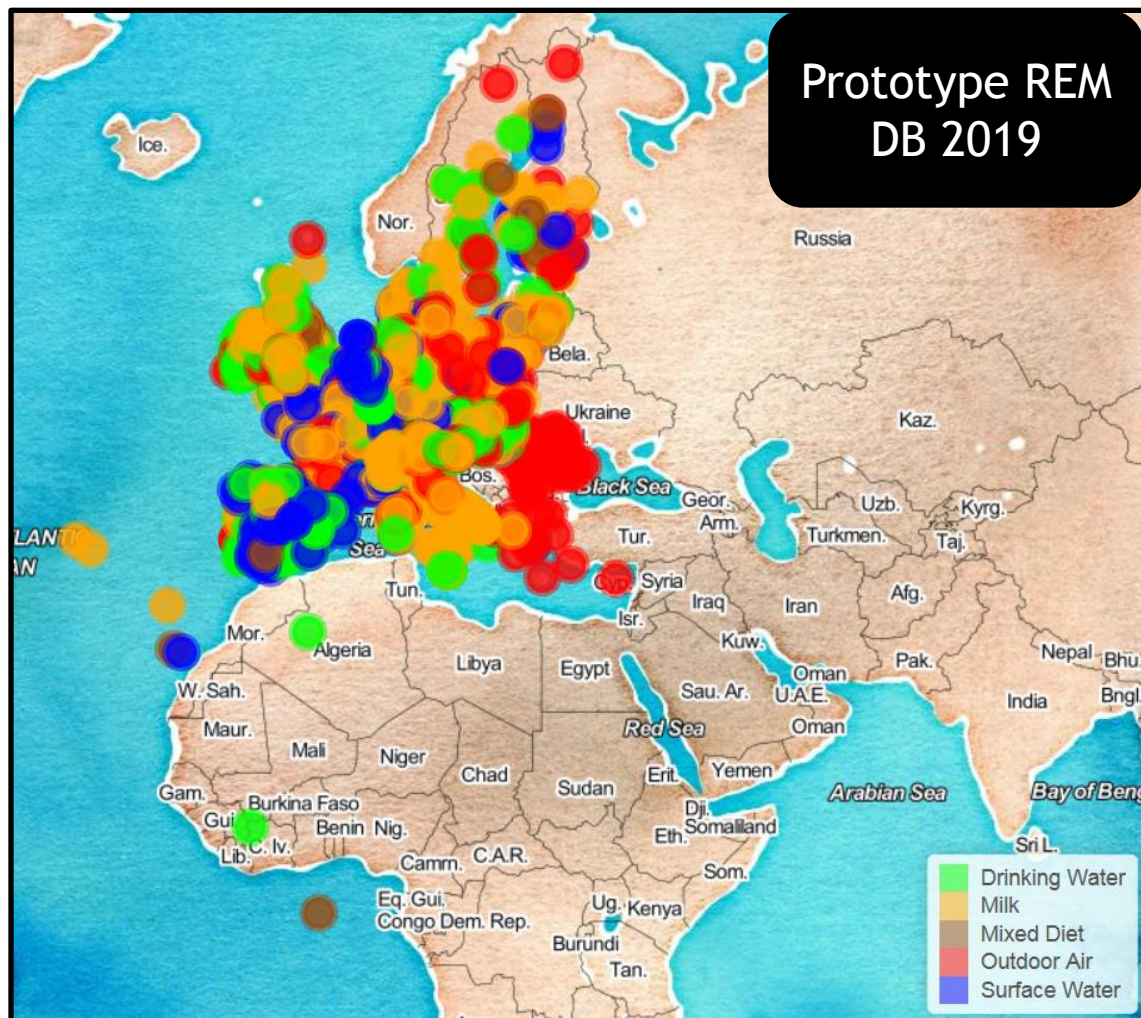 Prototype REM
DB 2019
Ice.
Nor.
Russia
Bela.
Ukraine
Kaz.
Bos.
Black Sea
Geor.
Arm.
Uzb.
Kyrg.
Turkmen.
Taj.
Tur.
Sea
Tun.
Cyp.
Syria
Afg.
Iraq
Iran
Isr.
Mor.
Algeria
Libya
Egypt
Kuw.
Pak.
Nepal
Bhu.
W. Sah.
Sau. Ar.
Oman
U.A.E.
India
Bngl.
Maur.
Mali
Niger
Red Sea
Oman
Chad
Sudan
Erit.
Yemen
Gam.
Burkina Faso
Arabian Sea
Bay of Beng
Gui.
Benin
Nig.
Dji.
Somaliland
C. Iv.
Lib.
Camrn.
C.A.R.
Eth.
Sri L.
Som.
Eq. Gui.
Ug.
Kenya
Congo
Dem. Rep.
Burundi
Tan.
Drinking Water
Milk
Mixed Diet
Outdoor Air
Surface Water